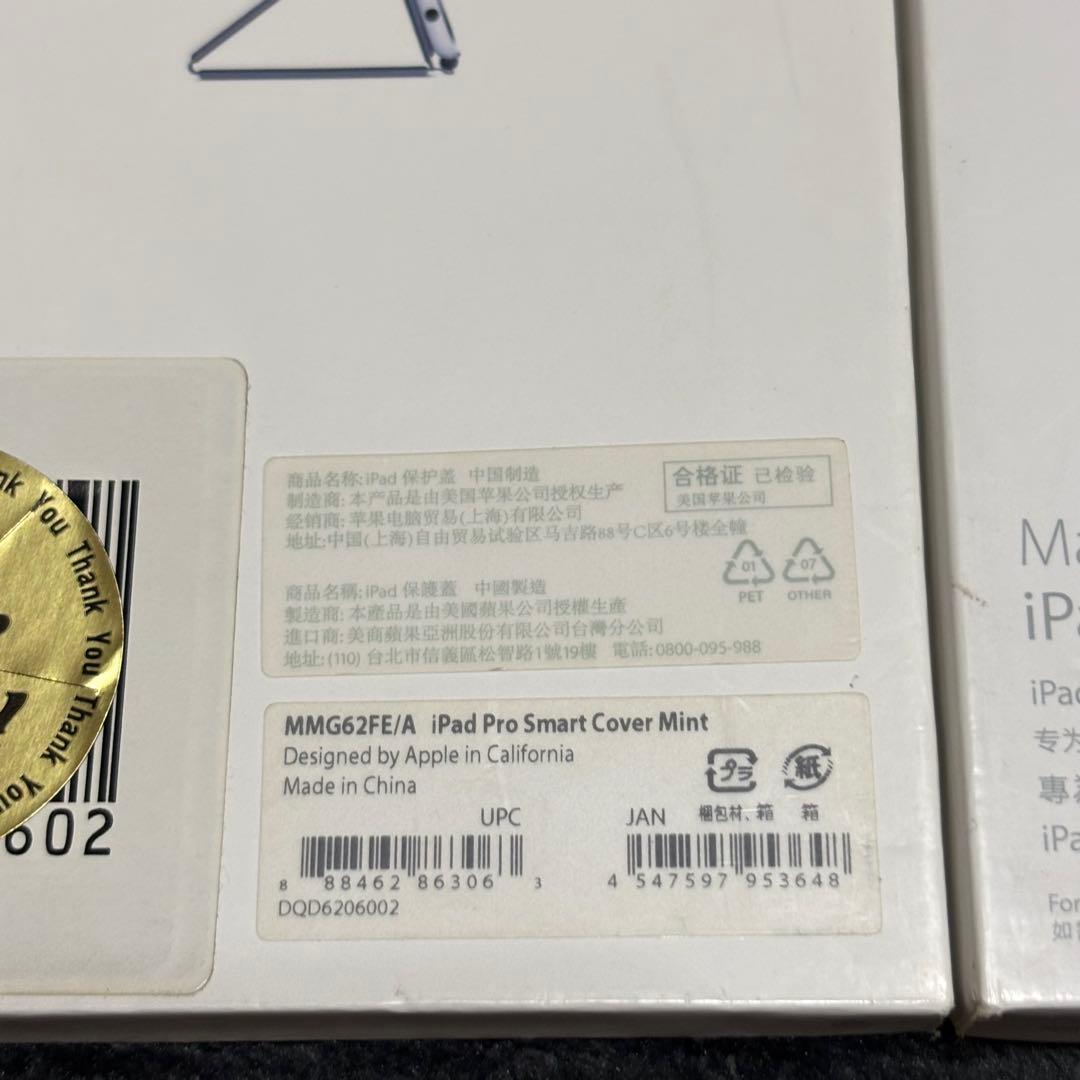 商品名称:iPad 保护盖 中国制造
制造商: 本产品是由美国苹果公司授权生产
经销商: 苹果电脑贸易(上海)有限公司
地址:中国(上海)自由贸易试验区马吉路88号C区6号楼全幢
合格证 已检验
美国苹果公司
01
PET
07
OTHER
商品名稱:iPad 保護蓋 中國製造
製造商: 本產品是由美國蘋果公司授權生產
進口商: 美商蘋果亞洲股份有限公司台灣分公司
地址: (110) 台北市信義區松智路1號19樓 電話: 0800-095-988
MMG62FE/A iPad Pro Smart Cover Mint
Designed by Apple in California
Made in China
プラ
紙
梱包材、箱
箱
UPC
JAN
8 88462 86306 3
4 547597 953648
DQD6206002
You Thank You Thank You
602
Ma
iPa
iPad
专为
專為
iPa
For
如